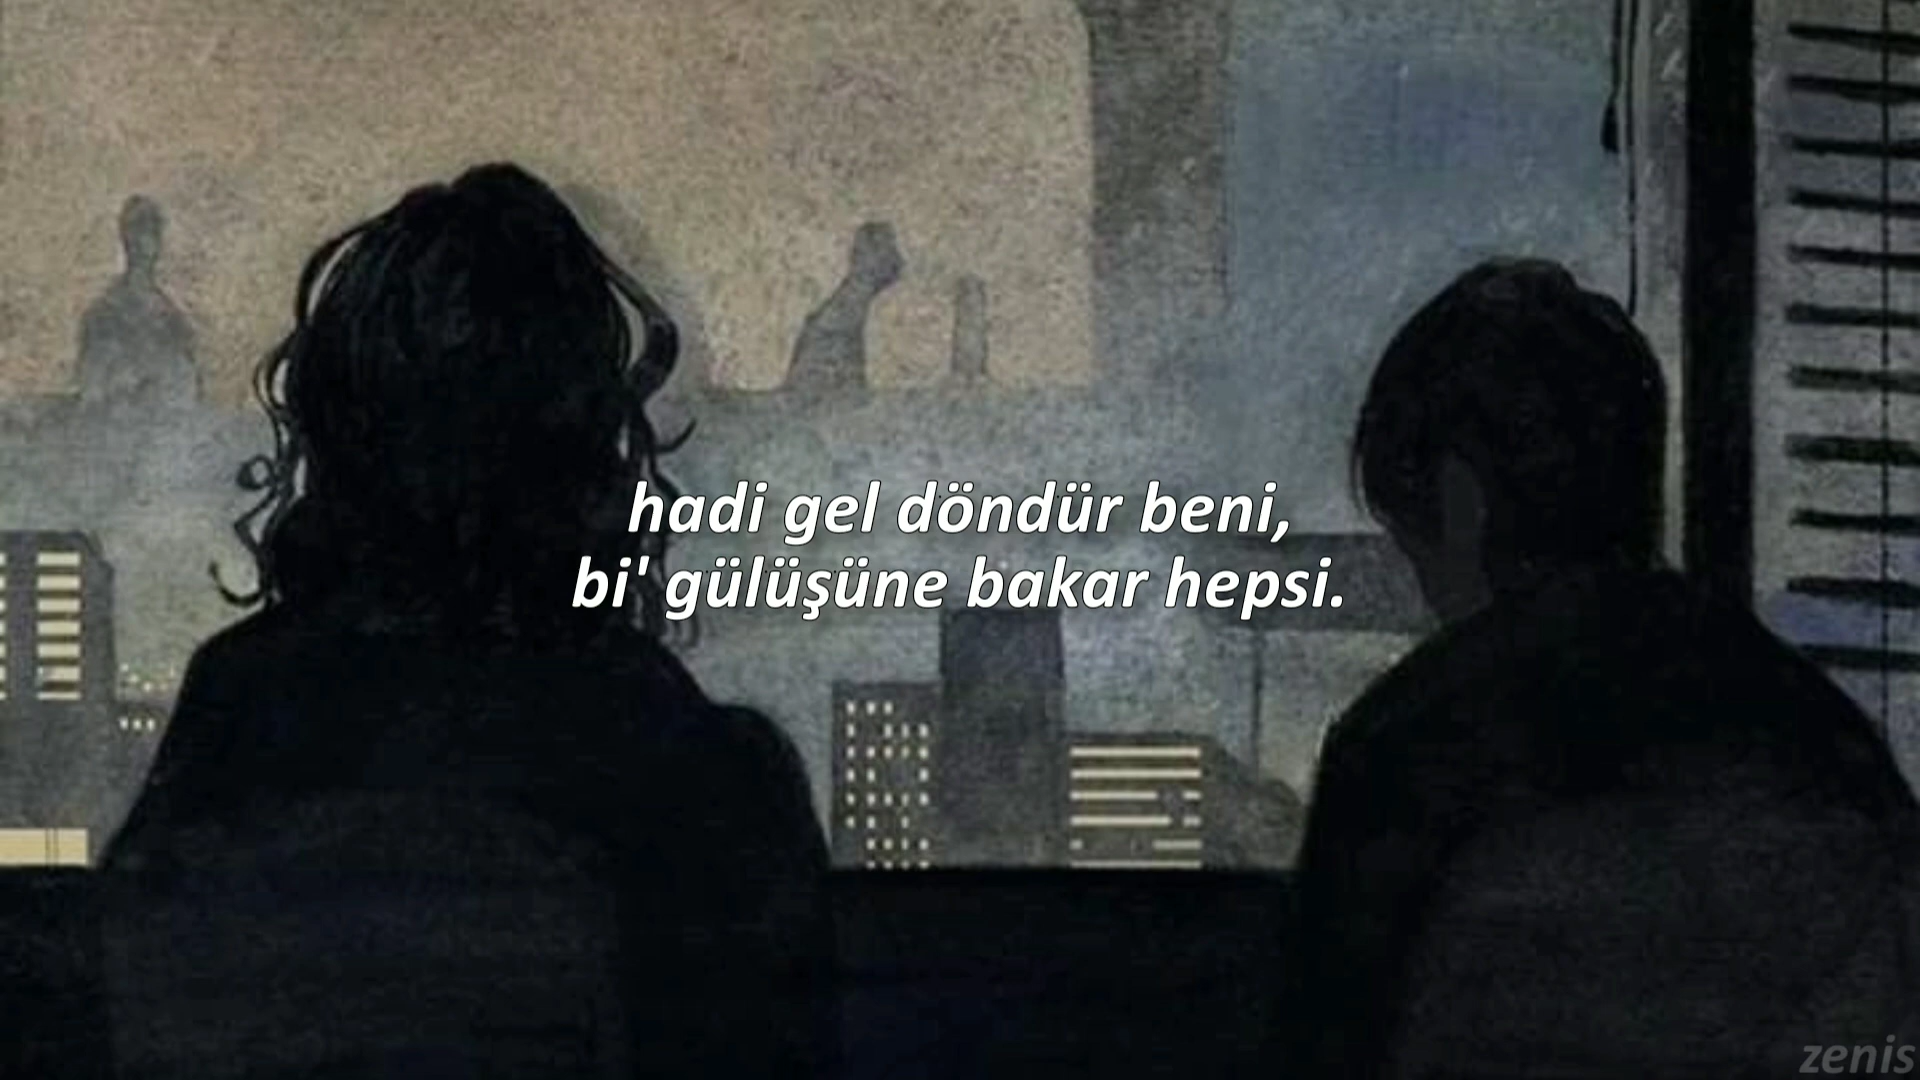 hadi gel döndür beni,
bi' gülüşüne bakar hepsi.
zenis